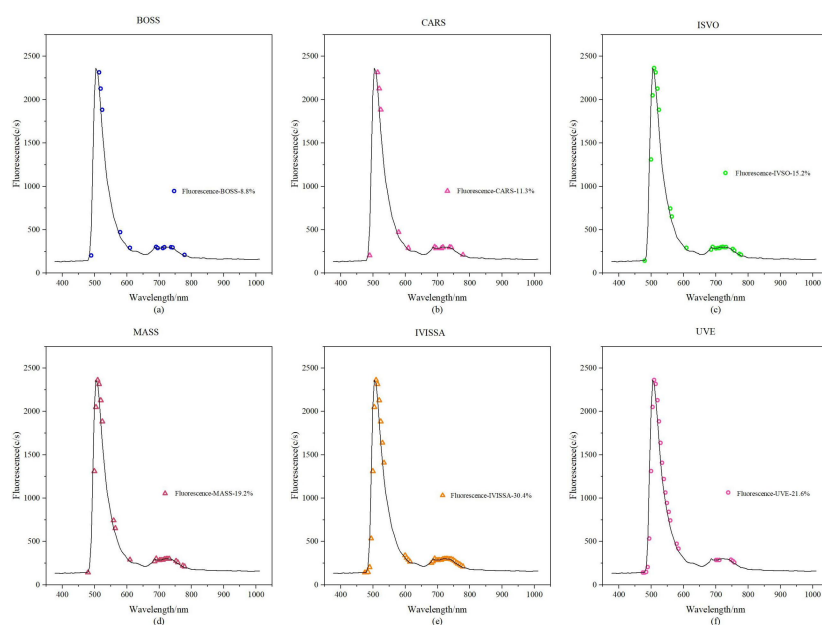 BOSS
CARS
ISVO
2500
2000
1500
1000
500
0
Fluorescence(c/s)
Fluorescence-BOSS-8.8%
400 500 600 700 800 900 1000
Wavelength/nm
(a)
2500
2000
1500
1000
500
0
Fluorescence(c/s)
Fluorescence-CARS-11.3%
400 500 600 700 800 900 1000
Wavelength/nm
(b)
2500
2000
1500
1000
500
0
Fluorescence(c/s)
Fluorescence-IVSO-15.2%
400 500 600 700 800 900 1000
Wavelength/nm
(c)
MASS
IVISSA
UVE
2500
2000
1500
1000
500
0
Fluorescence(c/s)
Fluorescence-MASS-19.2%
400 500 600 700 800 900 1000
Wavelength/nm
(d)
2500
2000
1500
1000
500
0
Fluorescence(c/s)
Fluorescence-IVISSA-30.4%
400 500 600 700 800 900 1000
Wavelength/nm
(e)
2500
2000
1500
1000
500
0
Fluorescence(c/s)
Fluorescence-UVE-21.6%
400 500 600 700 800 900 1000
Wavelength/nm
(f)